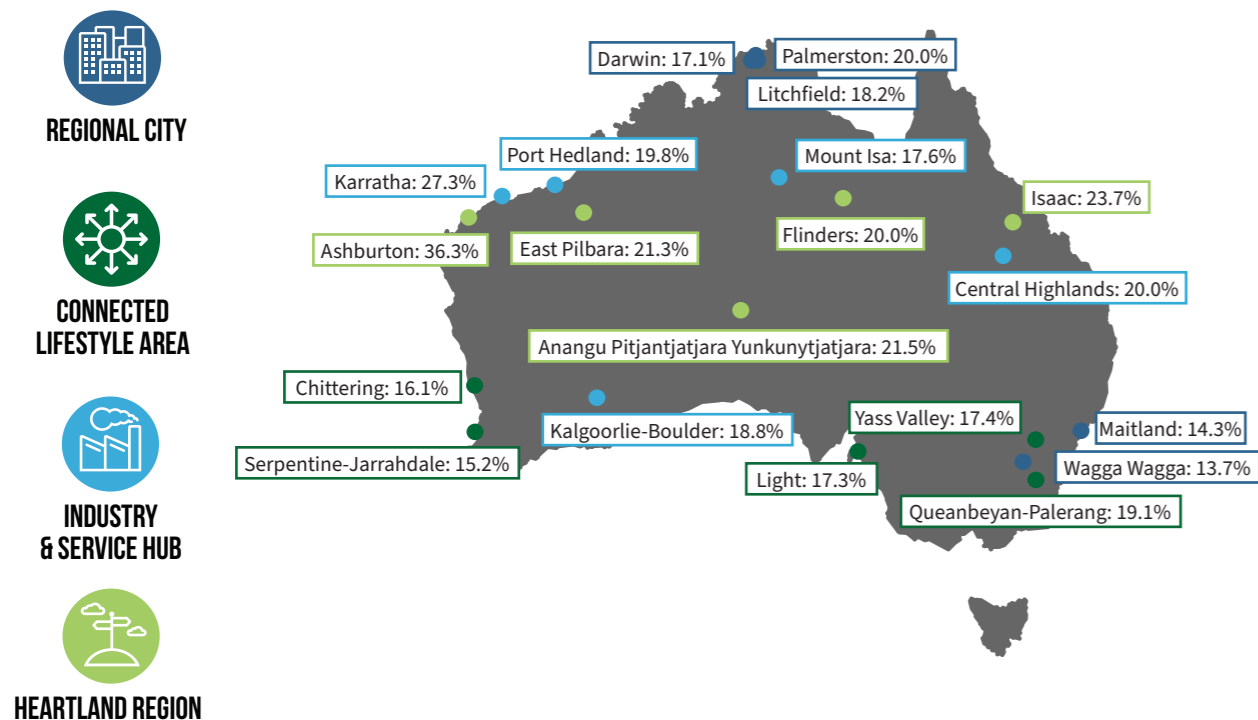 REGIONAL CITY
CONNECTED
LIFESTYLE AREA
INDUSTRY
& SERVICE HUB
HEARTLAND REGION
Darwin: 17.1%
Palmerston: 20.0%
Litchfield: 18.2%
Port Hedland: 19.8%
Mount Isa: 17.6%
Karratha: 27.3%
Isaac: 23.7%
Ashburton: 36.3%
East Pilbara: 21.3%
Flinders: 20.0%
Central Highlands: 20.0%
Anangu Pitjantjatjara Yunkunytjatjara: 21.5%
Chittering: 16.1%
Kalgoorlie-Boulder: 18.8%
Yass Valley: 17.4%
Maitland: 14.3%
Serpentine-Jarrahdale: 15.2%
Light: 17.3%
Wagga Wagga: 13.7%
Queanbeyan-Palerang: 19.1%